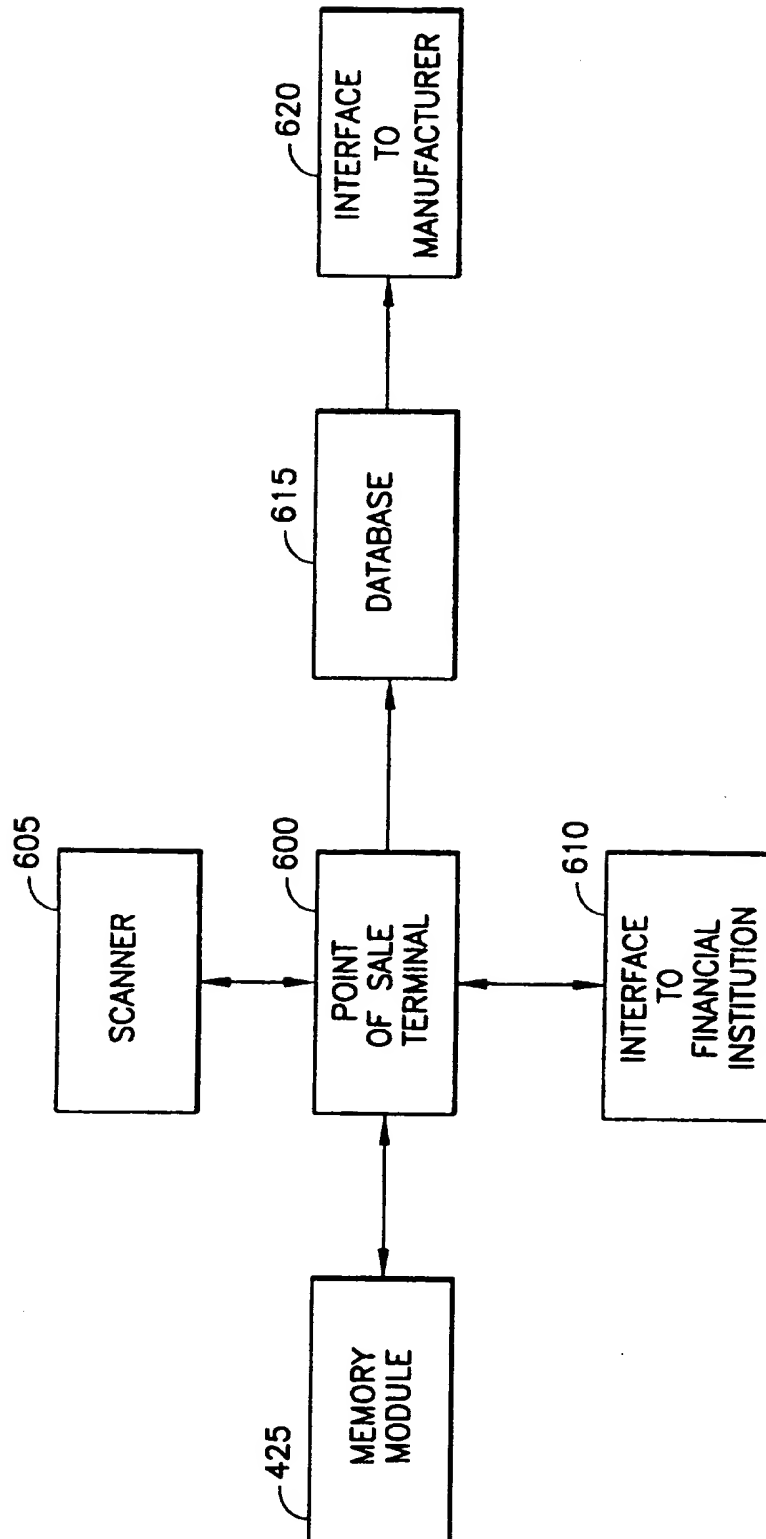 605
SCANNER
425
MEMORY
MODULE
600
POINT
OF SALE
TERMINAL
615
DATABASE
620
INTERFACE
TO
MANUFACTURER
610
INTERFACE
TO
FINANCIAL
INSTITUTION